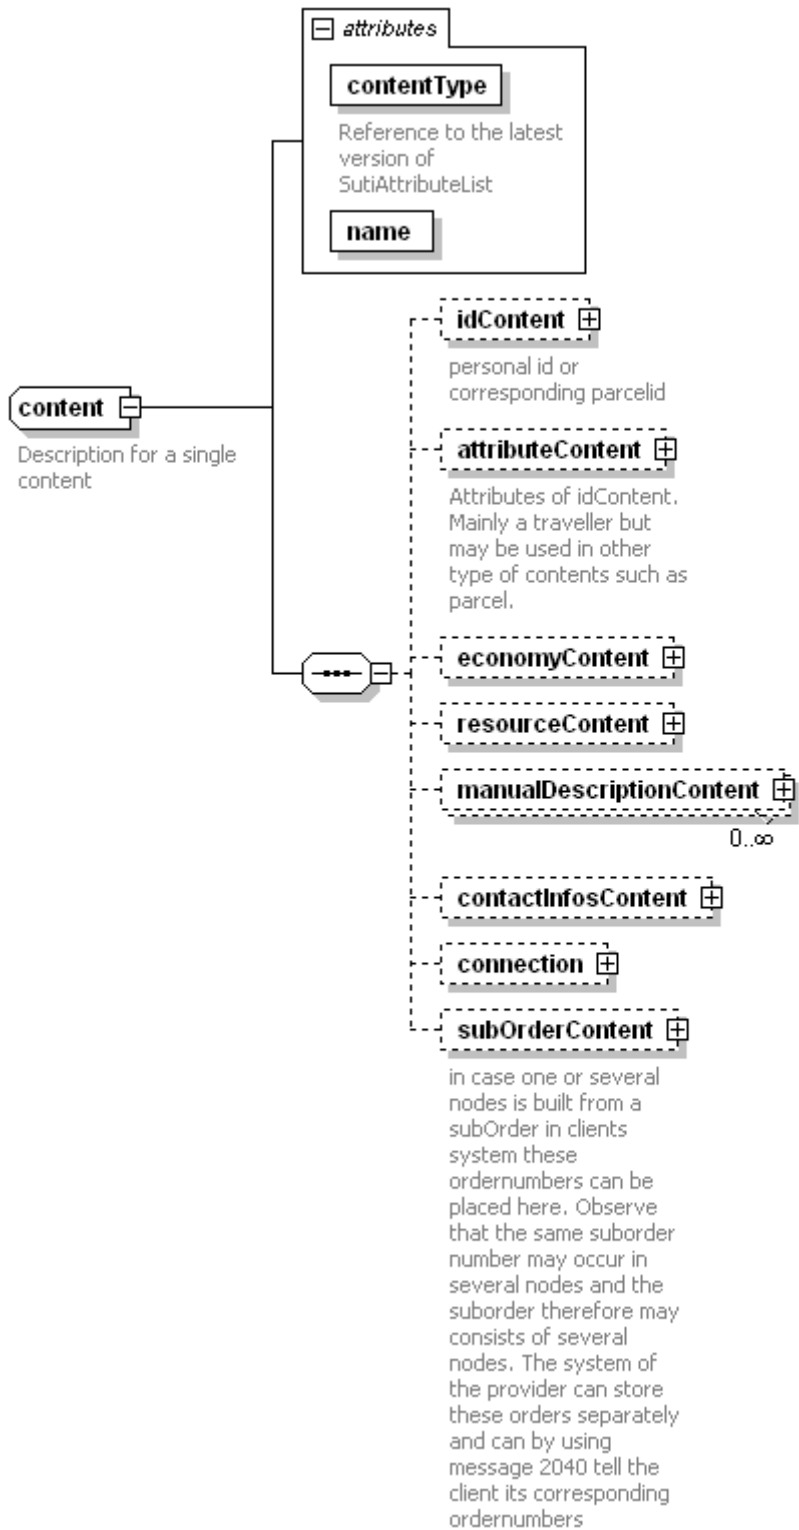 attributes
contentType
Reference to the latest
version of
SutiAttributeList
name
idContent
personal id or
corresponding parcelid
content
Description for a single
content
attributeContent
Attributes of idContent.
Mainly a traveller but
may be used in other
type of contents such as
parcel.
economyContent
resourceContent
manualDescriptionContent
0..∞
contactInfosContent
connection
subOrderContent
in case one or several
nodes is built from a
subOrder in clients
system these
ordernumbers can be
placed here. Observe
that the same suborder
number may occur in
several nodes and the
suborder therefore may
consists of several
nodes. The system of
the provider can store
these orders separately
and can by using
message 2040 tell the
client its corresponding
ordernumbers